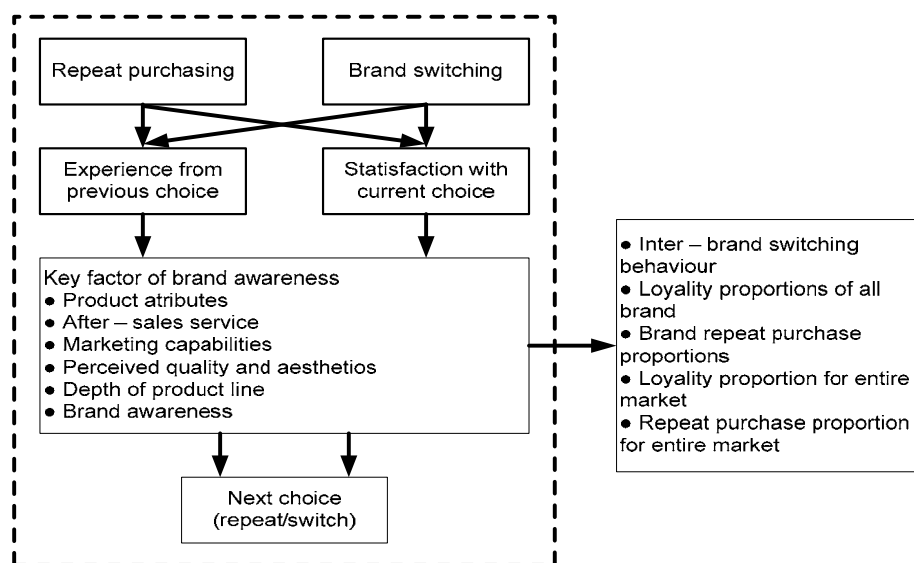 Repeat purchasing
Brand switching
Experience from
previous choice
Statisfaction with
current choice
Key factor of brand awareness
● Product atributes
● After – sales service
● Marketing capabilities
● Perceived quality and aesthetios
● Depth of product line
● Brand awareness
● Inter – brand switching
behaviour
● Loyality proportions of all
brand
● Brand repeat purchase
proportions
● Loyality proportion for entire
market
● Repeat purchase proportion
for entire market
Next choice
(repeat/switch)